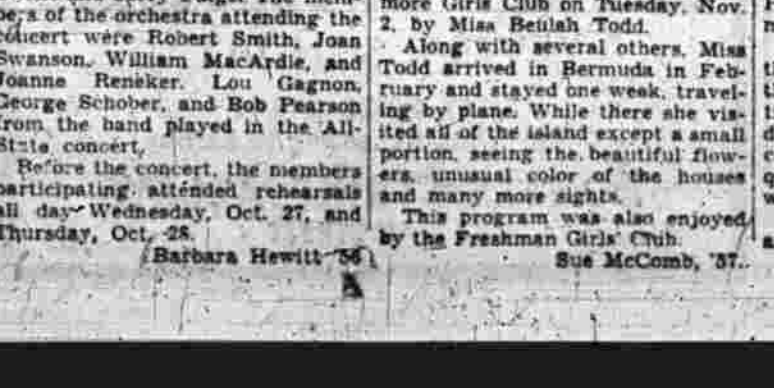 bers of the orchestra attending the
concert were Robert Smith, Joan
Swanson, William MacArdle, and
Joanne Reneker. Lou Gagnon,
George Schober, and Bob Pearson
from the band played in the All-
State concert.
Before the concert, the members
participating attended rehearsals
all day Wednesday, Oct. 27, and
Thursday, Oct. 28.
Barbara Hewitt '56
A
more Girls Club on Tuesday, Nov.
2, by Miss Beulah Todd.
Along with several others, Miss
Todd arrived in Bermuda in Feb-
ruary and stayed one week, travel-
ing by plane. While there she vis-
ited all of the island except a small
portion, seeing the beautiful flow-
ers, unusual color of the houses
and many more sights.
This program was also enjoyed
by the Freshman Girls' Club.
Sue McComb, '57.